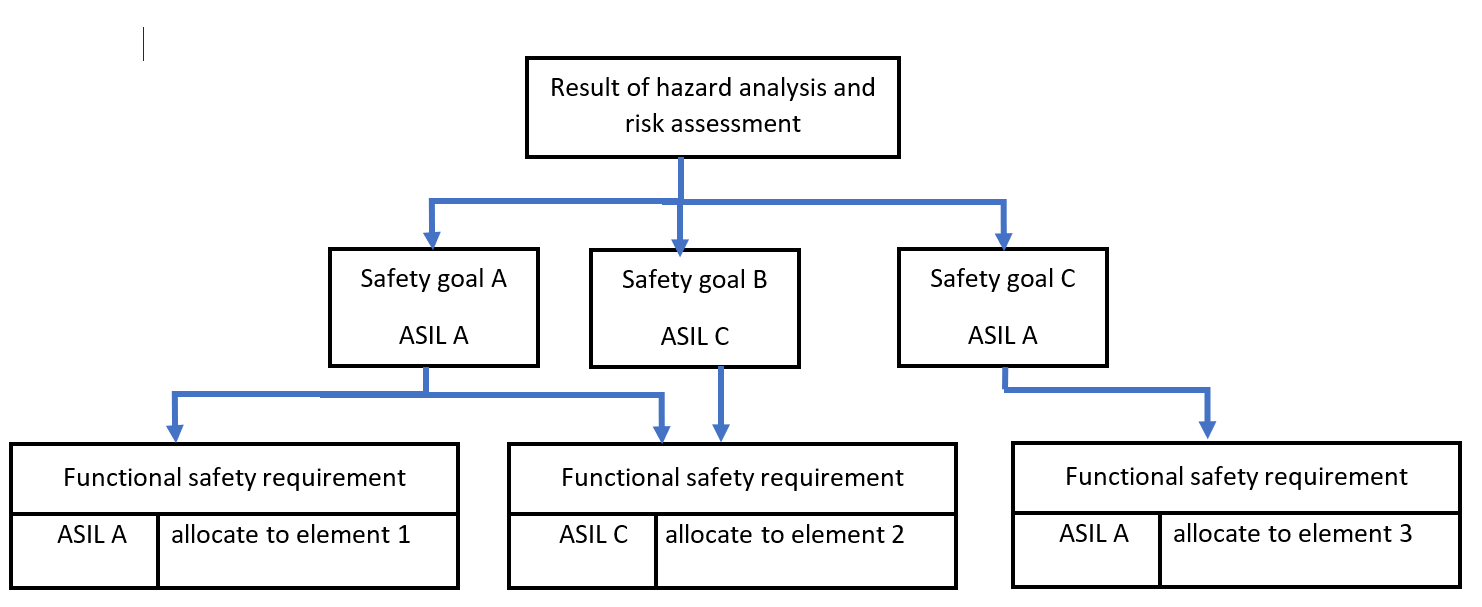 Result of hazard analysis and
risk assessment
Safety goal A
ASIL A
Safety goal B
ASIL C
Safety goal C
ASIL A
Functional safety requirement
ASIL A
allocate to element 1
Functional safety requirement
ASIL C
allocate to element 2
Functional safety requirement
ASIL A
allocate to element 3